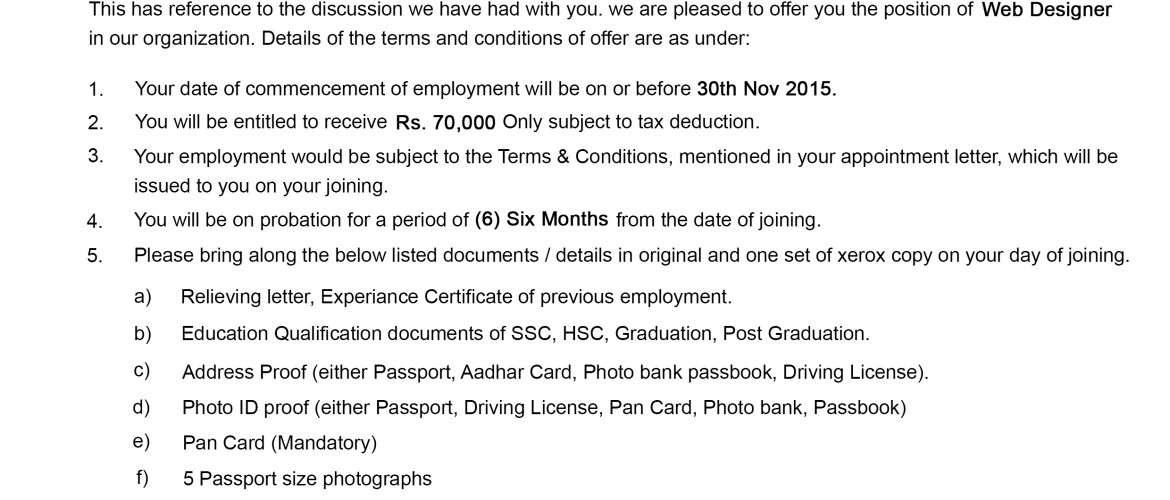 This has reference to the discussion we have had with you. we are pleased to offer you the position of Web Designer
in our organization. Details of the terms and conditions of offer are as under:
1. Your date of commencement of employment will be on or before 30th Nov 2015.
2. You will be entitled to receive Rs. 70,000 Only subject to tax deduction.
3. Your employment would be subject to the Terms & Conditions, mentioned in your appointment letter, which will be
issued to you on your joining.
4. You will be on probation for a period of (6) Six Months from the date of joining.
5. Please bring along the below listed documents / details in original and one set of xerox copy on your day of joining.
a) Relieving letter, Experiance Certificate of previous employment.
b) Education Qualification documents of SSC, HSC, Graduation, Post Graduation.
c) Address Proof (either Passport, Aadhar Card, Photo bank passbook, Driving License).
d) Photo ID proof (either Passport, Driving License, Pan Card, Photo bank, Passbook)
e) Pan Card (Mandatory)
f) 5 Passport size photographs